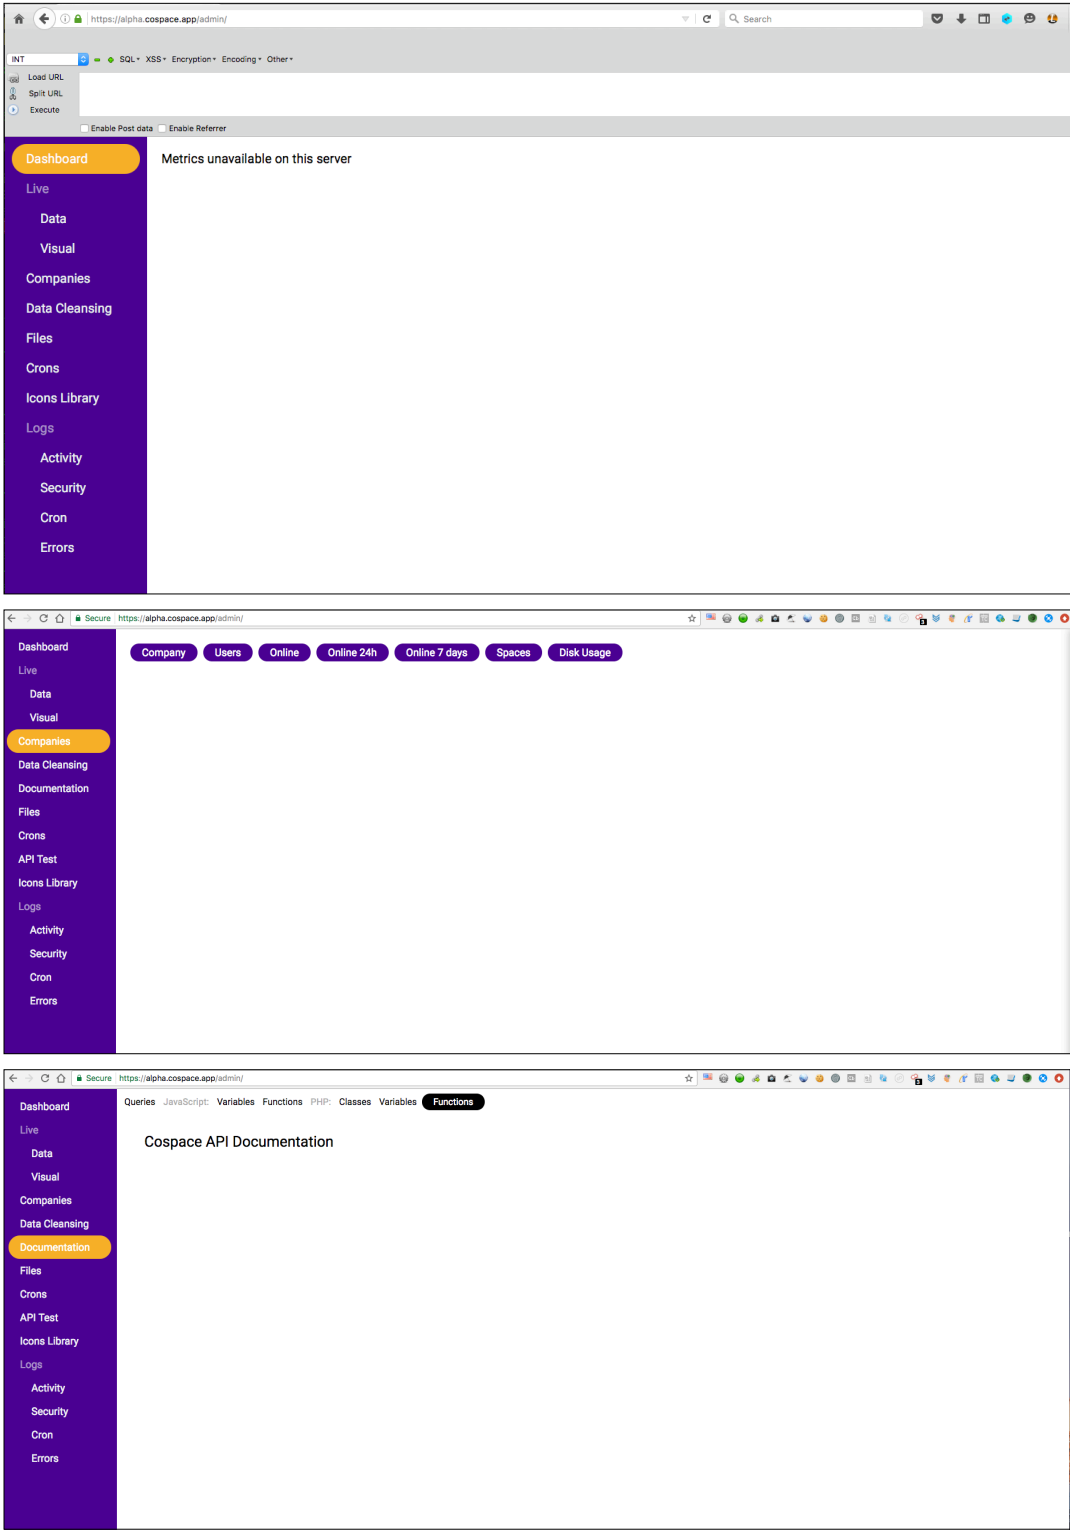 https://alpha.cospace.app/admin/
Search
INT
SQL XSS Encryption Encoding Other
Load URL
Split URL
Execute
Enable Post data Enable Referrer
Dashboard
Metrics unavailable on this server
Live
Data
Visual
Companies
Data Cleansing
Files
Crons
Icons Library
Logs
Activity
Security
Cron
Errors
Secure https://alpha.cospace.app/admin/
Dashboard
Company Users Online Online 24h Online 7 days Spaces Disk Usage
Live
Data
Visual
Companies
Data Cleansing
Documentation
Files
Crons
API Test
Icons Library
Logs
Activity
Security
Cron
Errors
Secure https://alpha.cospace.app/admin/
Queries JavaScript: Variables Functions PHP: Classes Variables Functions
Dashboard
Live
Cospace API Documentation
Data
Visual
Companies
Data Cleansing
Documentation
Files
Crons
API Test
Icons Library
Logs
Activity
Security
Cron
Errors